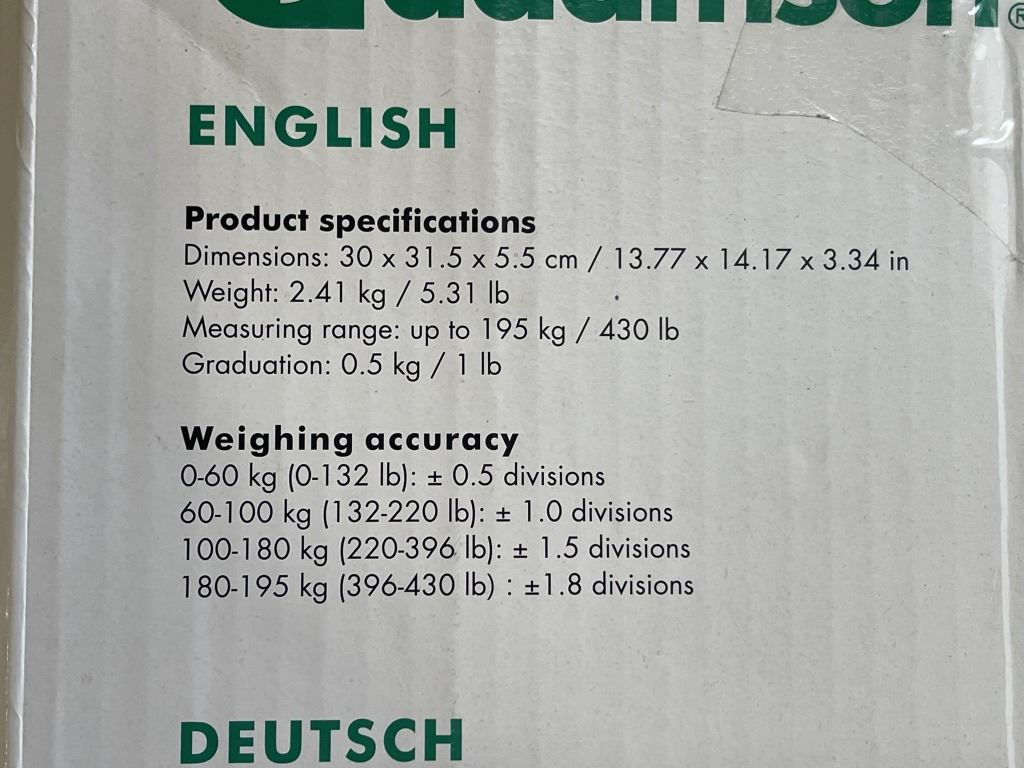 adamson®
ENGLISH
Product specifications
Dimensions: 30 x 31.5 x 5.5 cm / 13.77 x 14.17 x 3.34 in
Weight: 2.41 kg / 5.31 lb
Measuring range: up to 195 kg / 430 lb
Graduation: 0.5 kg / 1 lb
Weighing accuracy
0-60 kg (0-132 lb): ± 0.5 divisions
60-100 kg (132-220 lb): ± 1.0 divisions
100-180 kg (220-396 lb): ± 1.5 divisions
180-195 kg (396-430 lb) : ±1.8 divisions
DEUTSCH